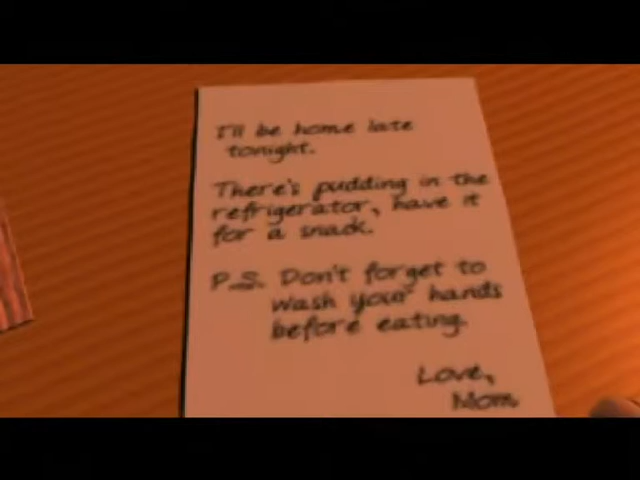 I'll be home late
tonight.
There's pudding in the
refrigerator, have it
for a snack.
P.S. Don't forget to
wash your hands
before eating.
Love,
Mom